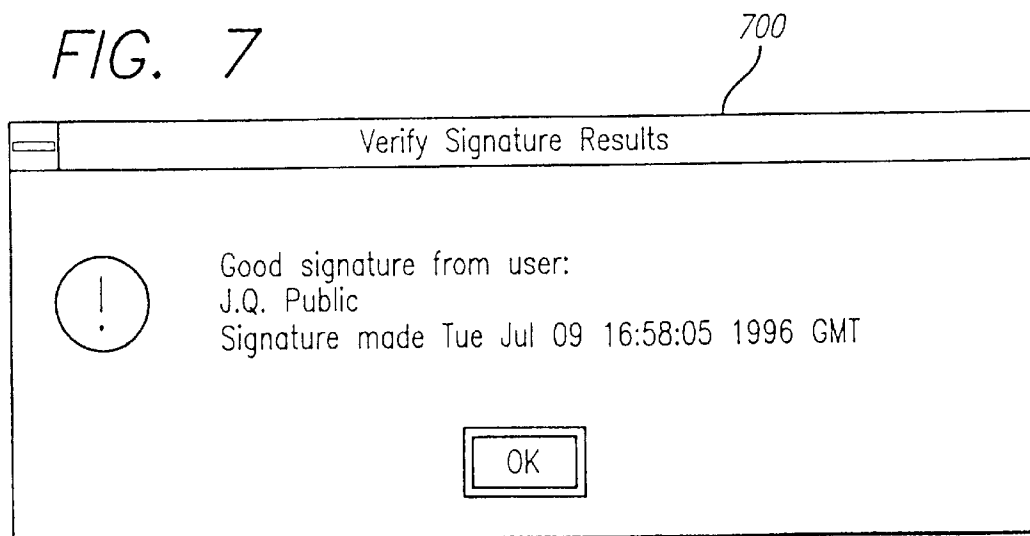 FIG. 7
700
Verify Signature Results
Good signature from user:
J.Q. Public
Signature made Tue Jul 09 16:58:05 1996 GMT
OK